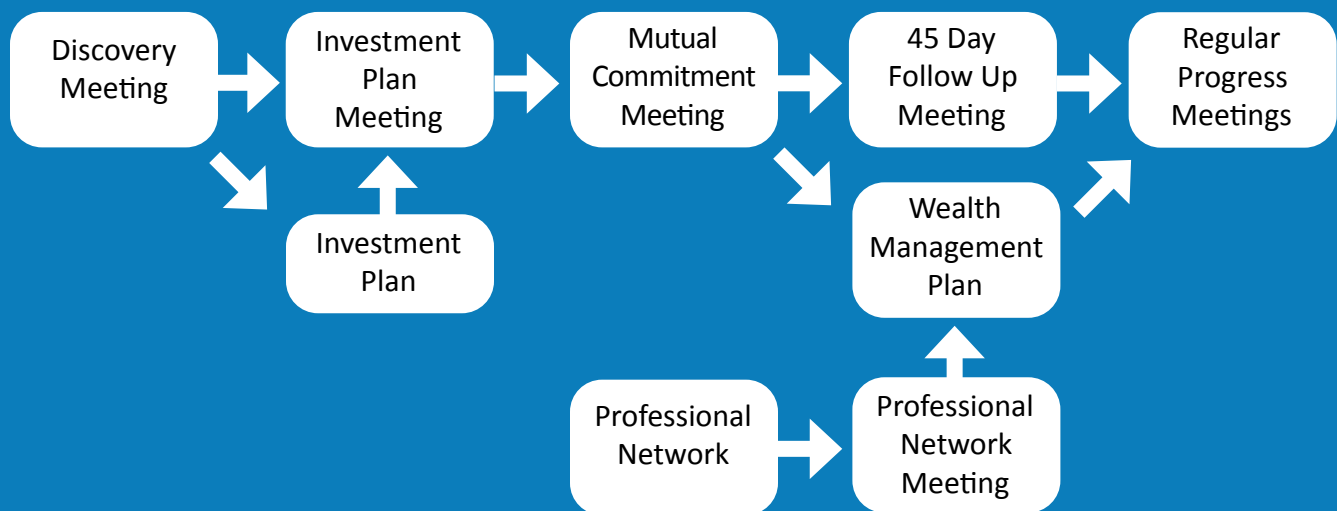 Discovery
Meeting
Investment
Plan
Meeting
Mutual
Commitment
Meeting
45 Day
Follow Up
Meeting
Regular
Progress
Meetings
Investment
Plan
Wealth
Management
Plan
Professional
Network
Professional
Network
Meeting